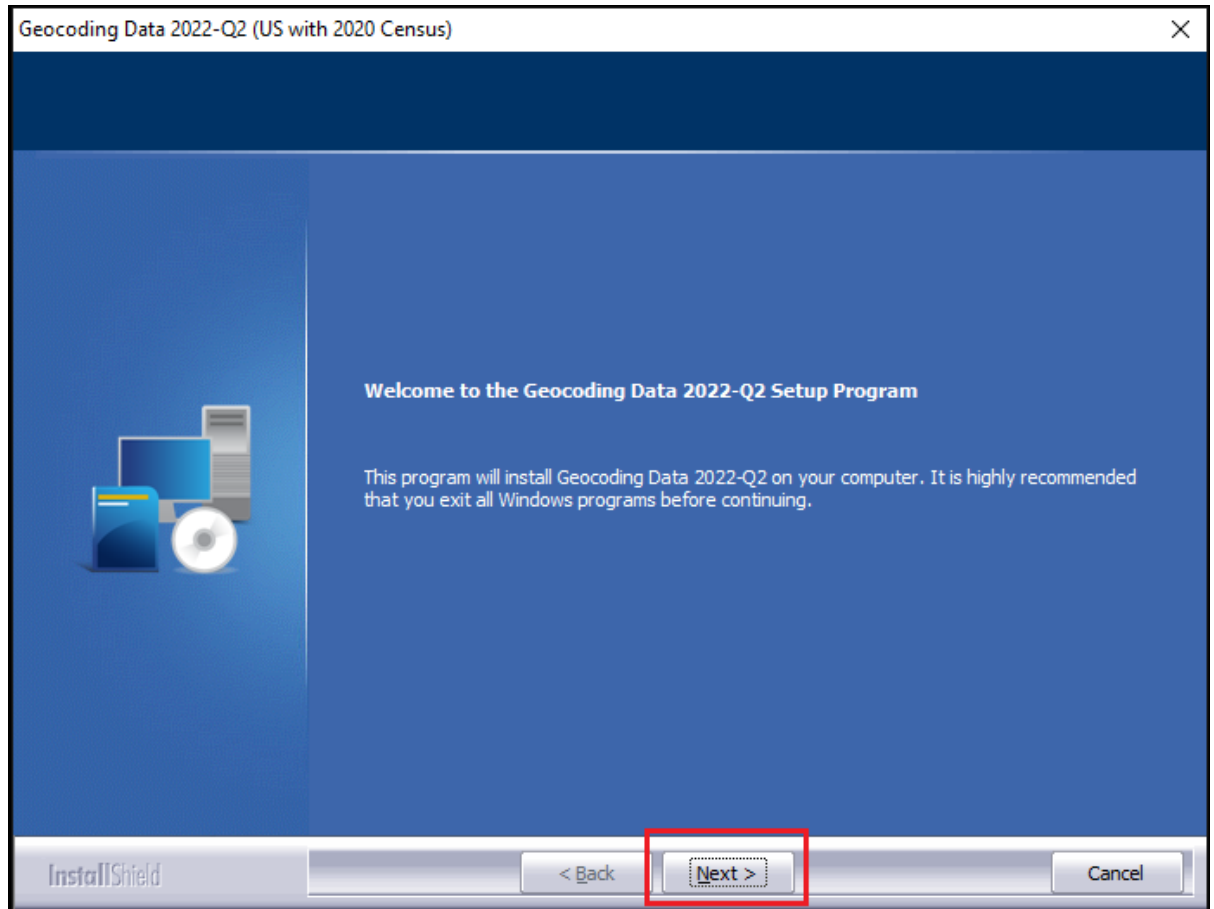 Geocoding Data 2022-Q2 (US with 2020 Census)
Welcome to the Geocoding Data 2022-Q2 Setup Program
This program will install Geocoding Data 2022-Q2 on your computer. It is highly recommended
that you exit all Windows programs before continuing.
InstallShield
< Back
Next >
Cancel